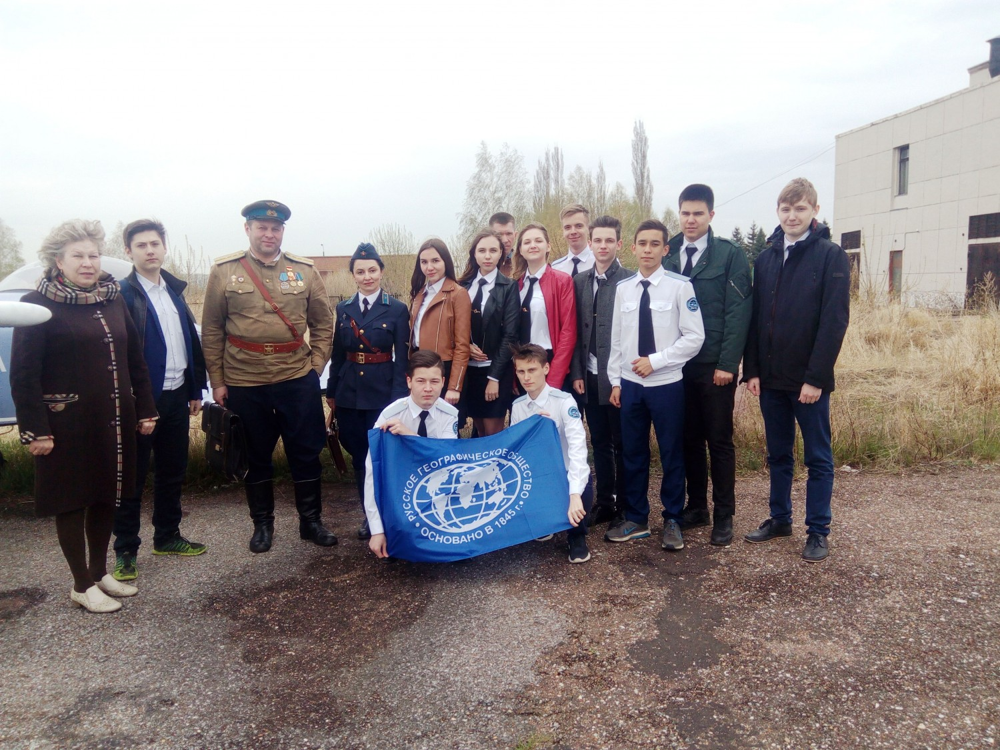 • РУССКОЕ ГЕОГРАФИЧЕСКОЕ ОБЩЕСТВО •
ОСНОВАНО В 1845 г.